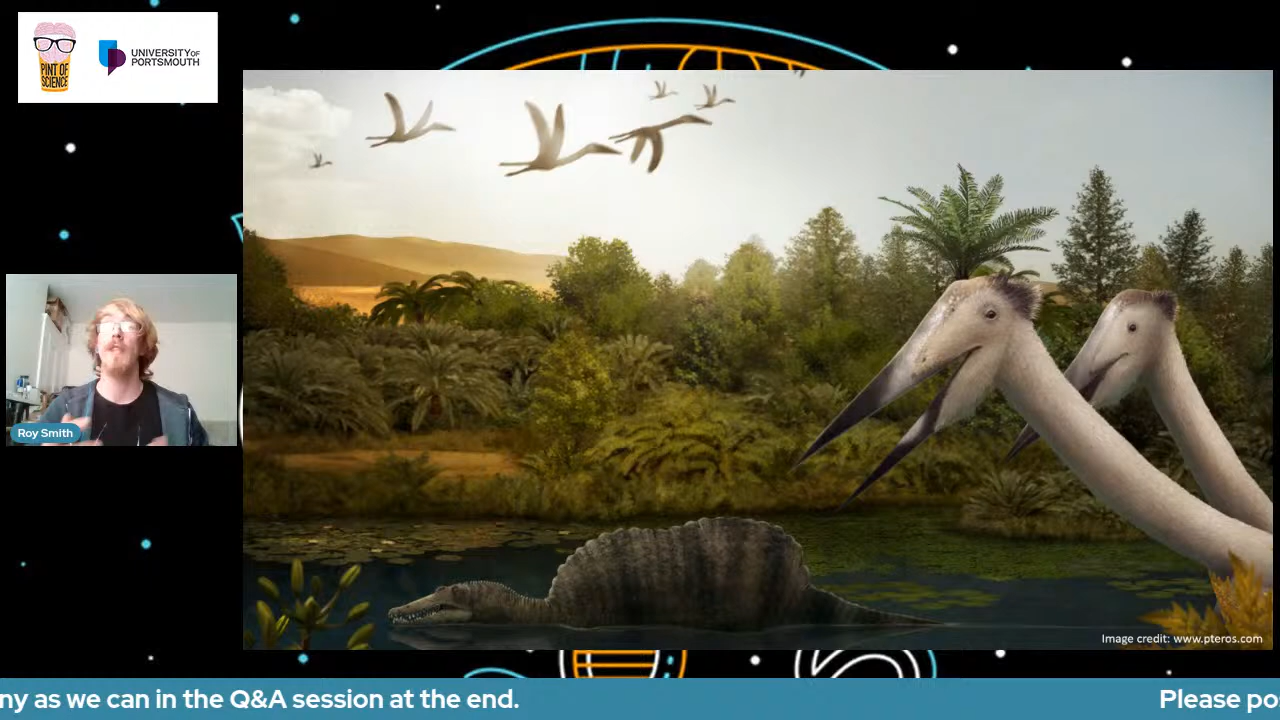 PINT OF
SCIENCE
UNIVERSITY OF
PORTSMOUTH
Roy Smith
Image credit: www.pteros.com
ny as we can in the Q&A session at the end.
Please po